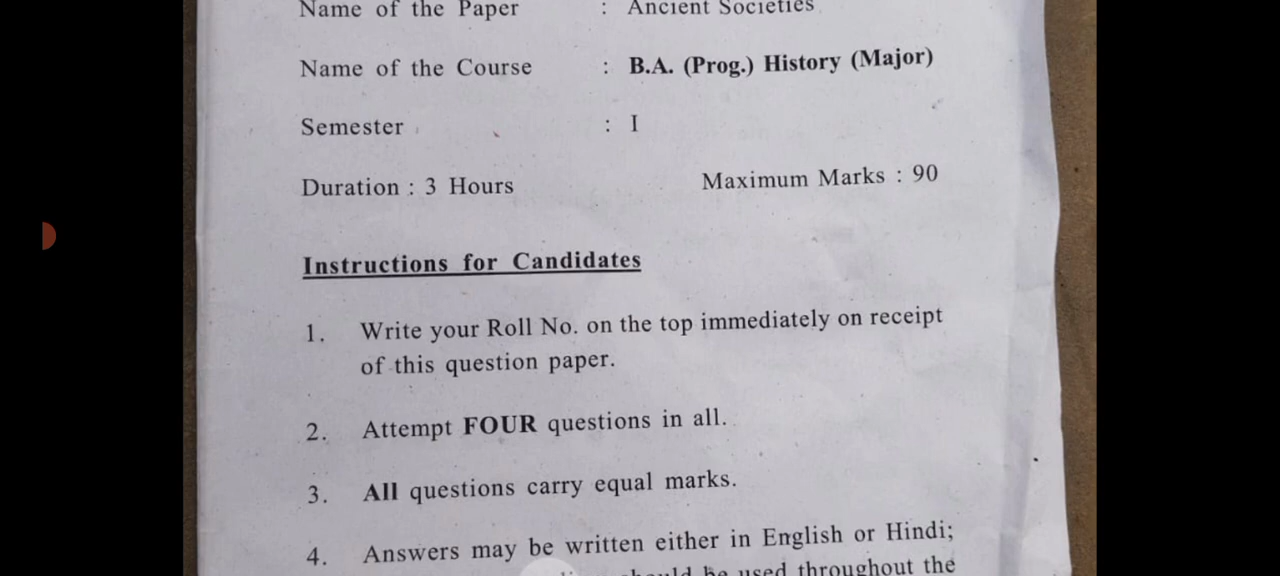 Name of the Paper : Ancient Societies
Name of the Course : B.A. (Prog.) History (Major)
Semester : I
Duration : 3 Hours Maximum Marks : 90
Instructions for Candidates
1. Write your Roll No. on the top immediately on receipt
of this question paper.
2. Attempt FOUR questions in all.
3. All questions carry equal marks.
4. Answers may be written either in English or Hindi;
should be used throughout the